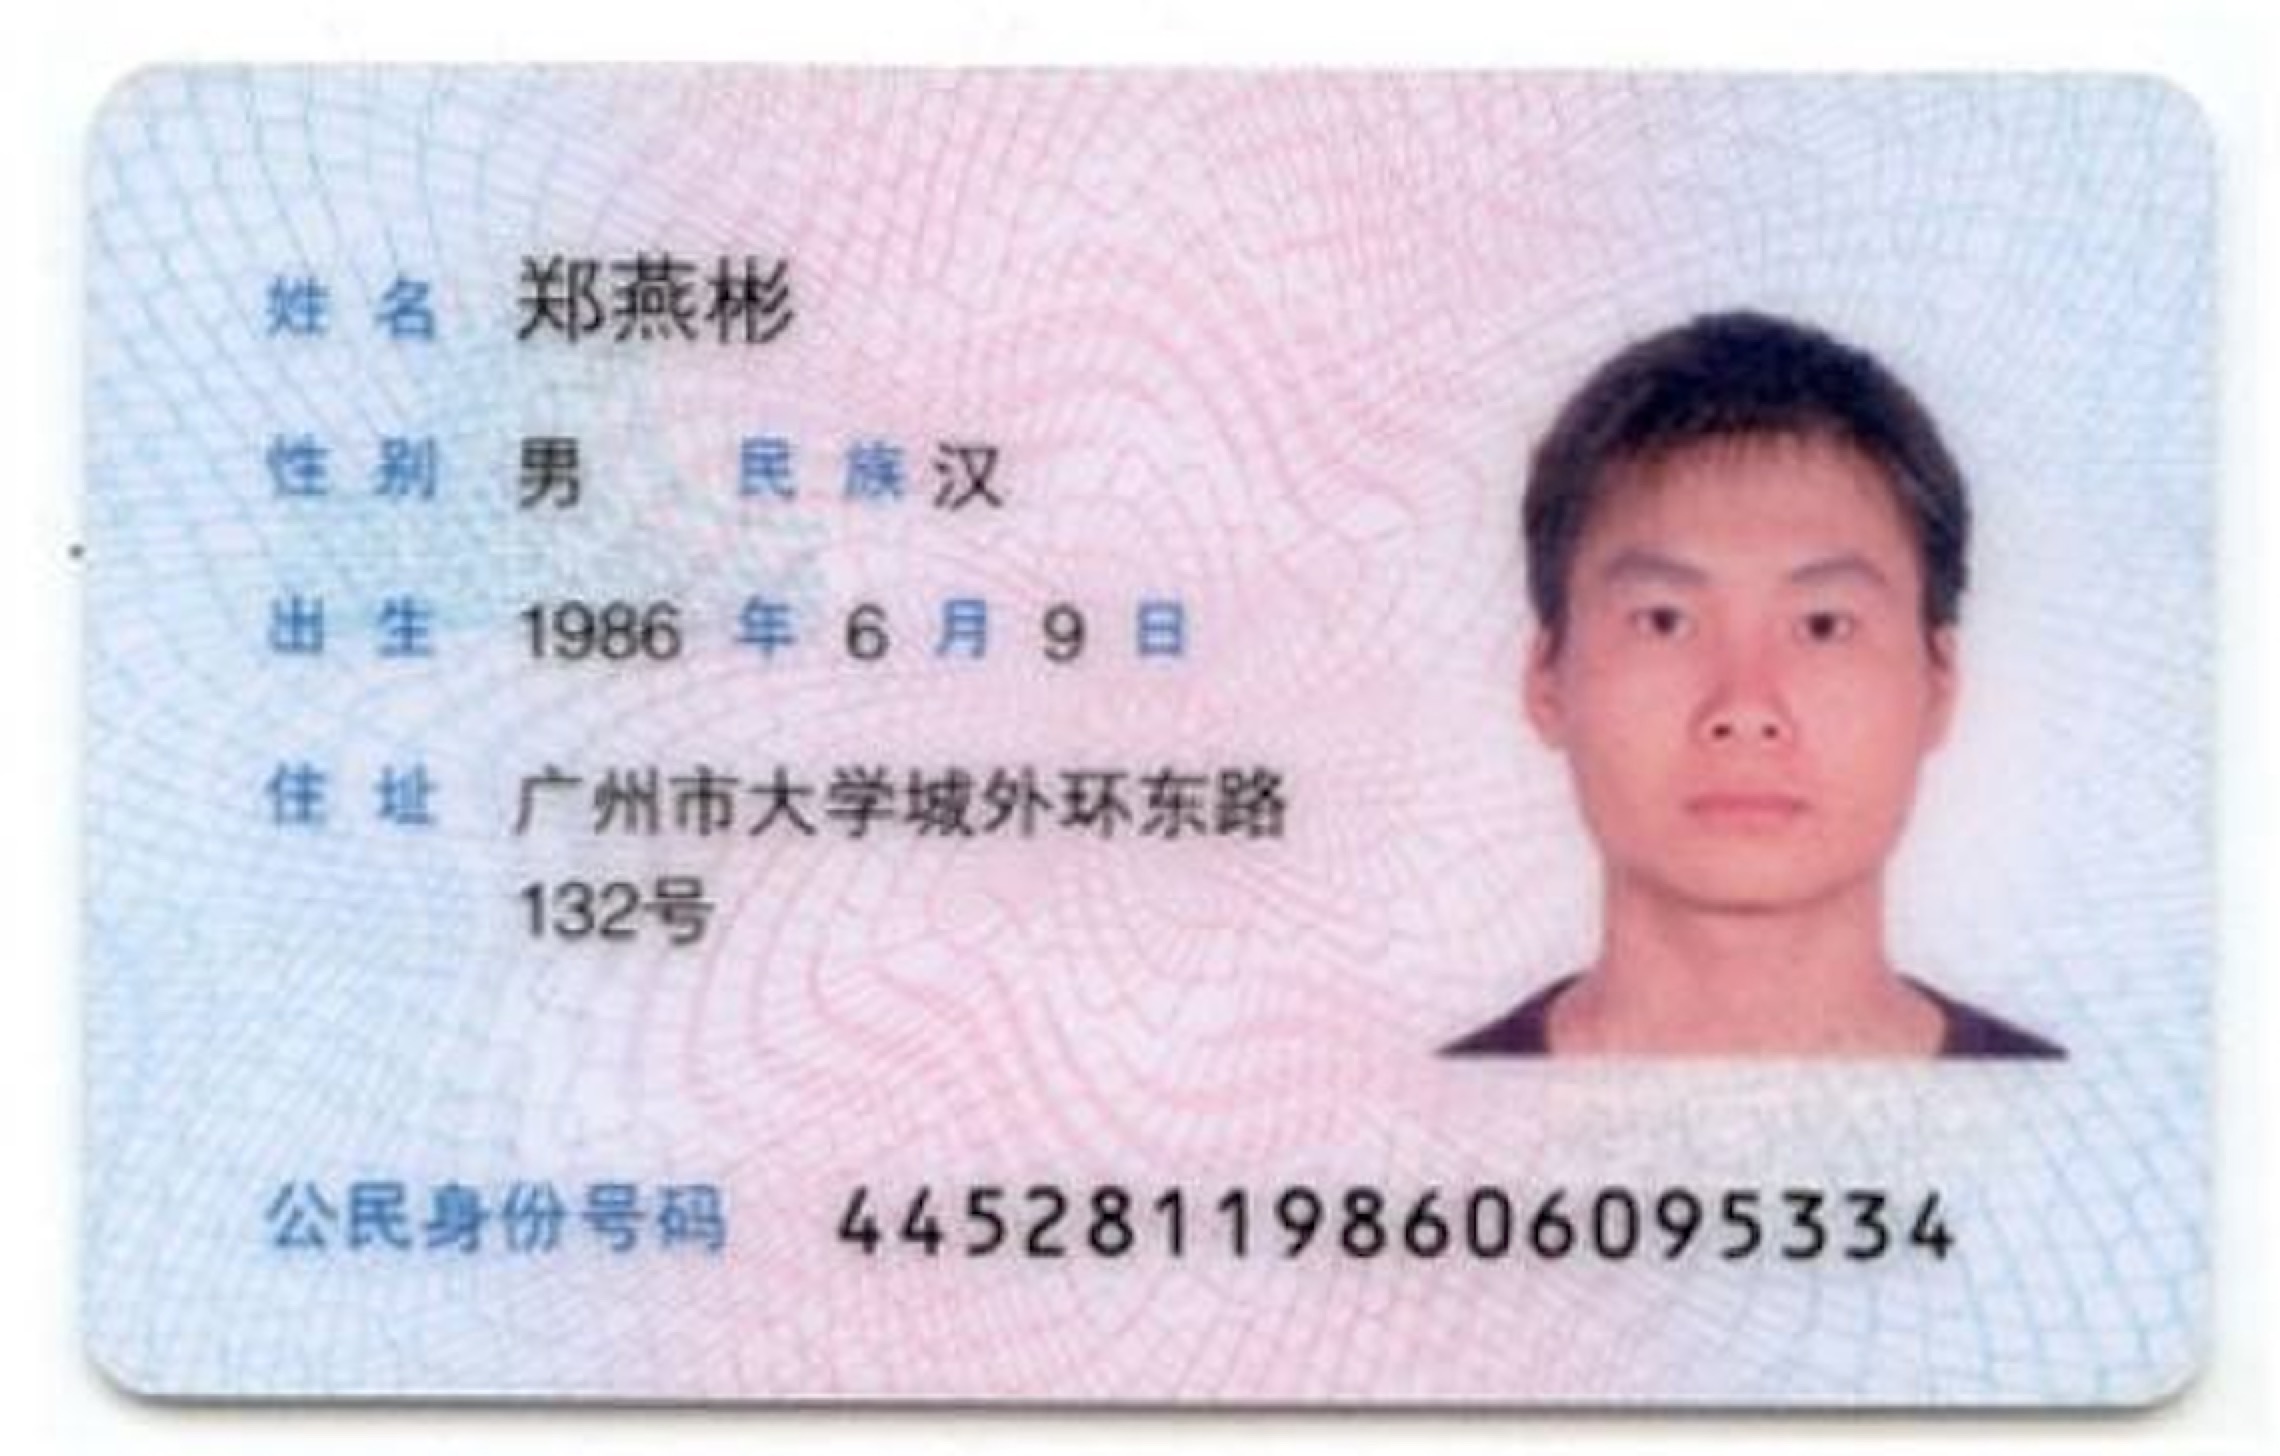 姓名 郑燕彬
性别 男 民族 汉
出生 1986 年 6 月 9 日
住址 广州市大学城外环东路
132号
公民身份号码 445281198606095334